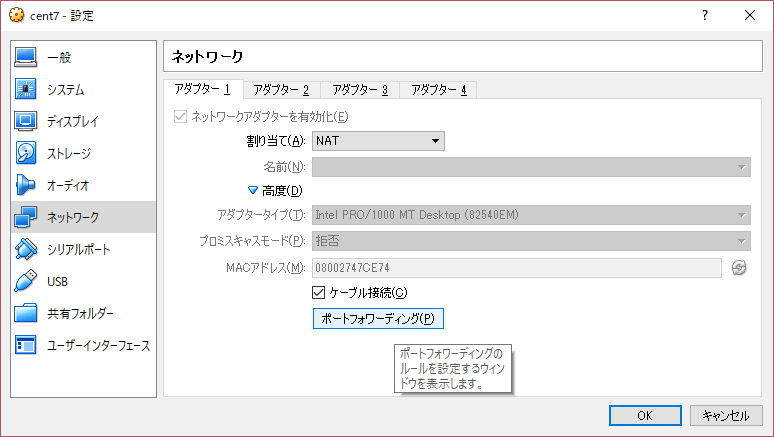 cent7 - 設定
?
一般
システム
ディスプレイ
ストレージ
オーディオ
ネットワーク
シリアルポート
USB
共有フォルダー
ユーザーインターフェース
ネットワーク
アダプター 1 アダプター 2 アダプター 3 アダプター 4
ネットワークアダプターを有効化(E)
割り当て(A): NAT
名前(N):
高度(D)
アダプタータイプ(T): Intel PRO/1000 MT Desktop (82540EM)
プロミスキャスモード(P): 拒否
MACアドレス(M): 08002747CE74
ケーブル接続(C)
ポートフォワーディング(P)
ポートフォワーディングの
ルールを設定するウィン
ドウを表示します。
OK キャンセル